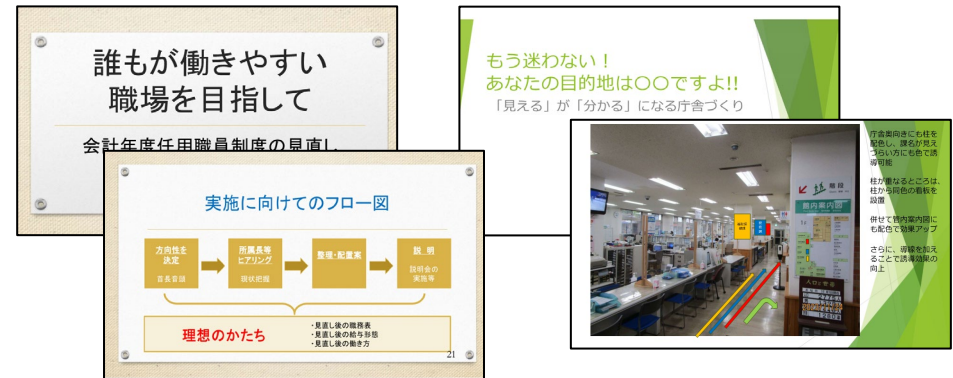 誰もが働きやすい
職場を目指して
会計年度任用職員制度の見直し
実施に向けてのフロー図
方向性を
決定
首長言頭
所属長等
ヒアリング
現状把握
整理・配置案
説 明
説明会の
実施等
理想のかたち
・見直し後の職務表
・見直し後の給与形態
・見直し後の働き方
21
もう迷わない！
あなたの目的地は〇〇ですよ!!
「見える」が「分かる」になる庁舎づくり
階段
館内案内図
庁舎奥向きにも柱を
配色し、課名が見え
づらい方にも色で誘
導可能
柱が重なるところは、
柱から同色の看板を
設置
併せて管内案内図に
も配色で効果アップ
さらに、導線を加え
ることで誘導効果の
向上